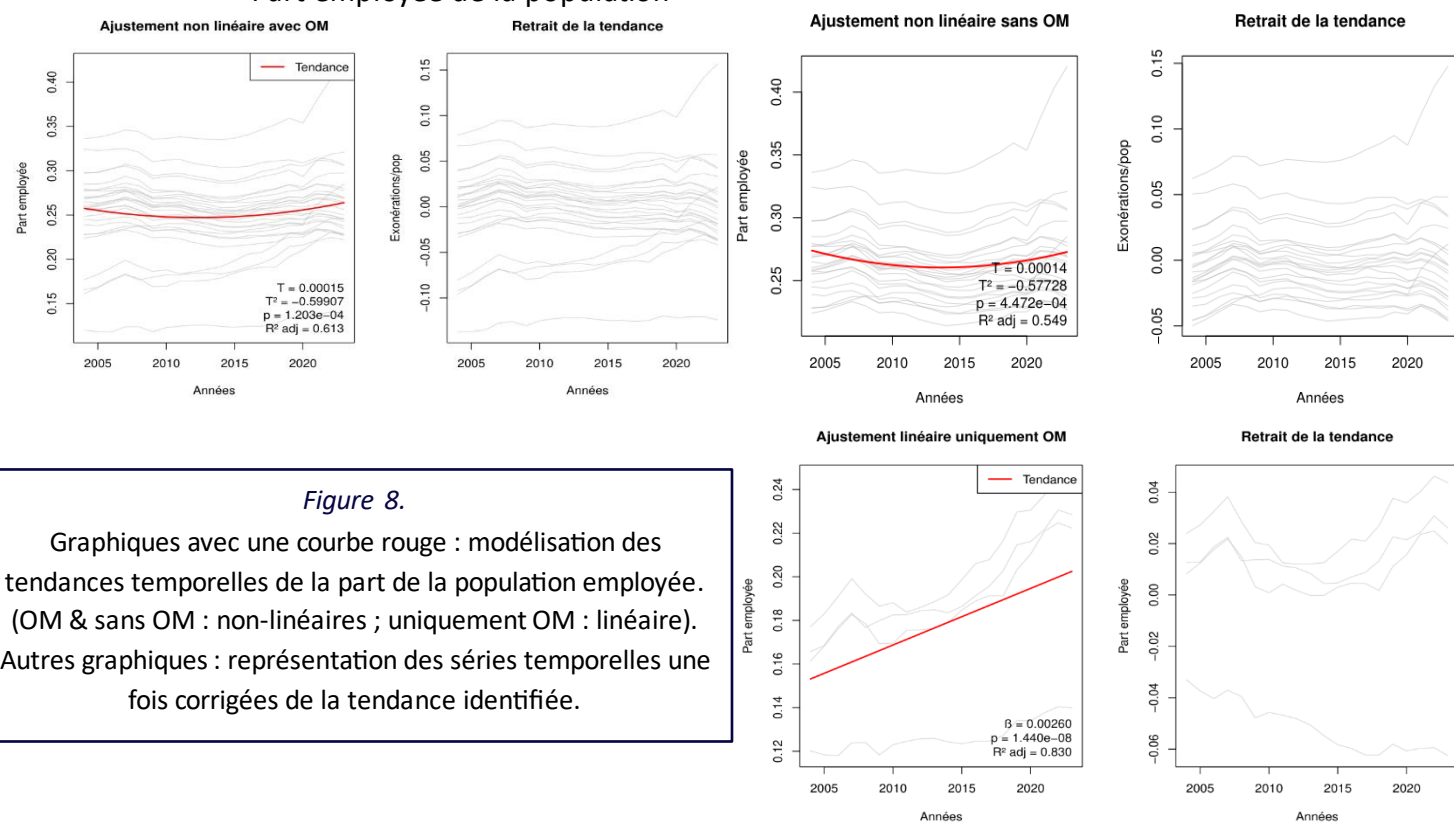 Part employée de la population
Ajustement non linéaire avec OM
Tendance
Part employée
0.40
0.35
0.30
0.25
0.20
0.15
T = 0.00015
T² = −0.59907
p = 1.203e−04
R² adj = 0.613
2005 2010 2015 2020
Années
Retrait de la tendance
Exonérations/pop
0.15
0.10
0.05
0.00
−0.05
−0.10
2005 2010 2015 2020
Années
Ajustement non linéaire sans OM
Part employée
0.40
0.35
0.30
0.25
T = 0.00014
T² = −0.57728
p = 4.472e−04
R² adj = 0.549
2005 2010 2015 2020
Années
Retrait de la tendance
Exonérations/pop
0.15
0.10
0.05
0.00
−0.05
2005 2010 2015 2020
Années
Figure 8.
Graphiques avec une courbe rouge : modélisation des
tendances temporelles de la part de la population employée.
(OM & sans OM : non-linéaires ; uniquement OM : linéaire).
Autres graphiques : représentation des séries temporelles une
fois corrigées de la tendance identifiée.
Ajustement linéaire uniquement OM
Tendance
Part employée
0.24
0.22
0.20
0.18
0.16
0.14
0.12
ß = 0.00260
p = 1.440e−08
R² adj = 0.830
2005 2010 2015 2020
Années
Retrait de la tendance
Part employée
0.04
0.02
0.00
−0.02
−0.04
−0.06
2005 2010 2015 2020
Années